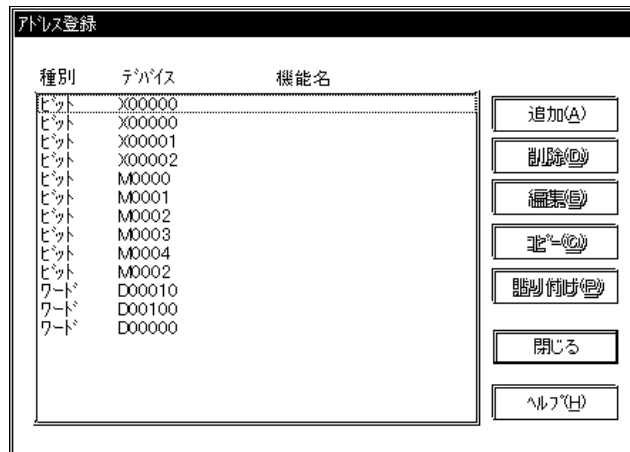 アドレス登録
種別 デバイス 機能名
ビット X00000
ビット X00000
ビット X00001
ビット X00002
ビット M0000
ビット M0001
ビット M0002
ビット M0003
ビット M0004
ビット M0002
ワード D00010
ワード D00100
ワード D00000
追加(A)
削除(D)
編集(E)
コピー(C)
貼り付け(P)
閉じる
ヘルプ(H)